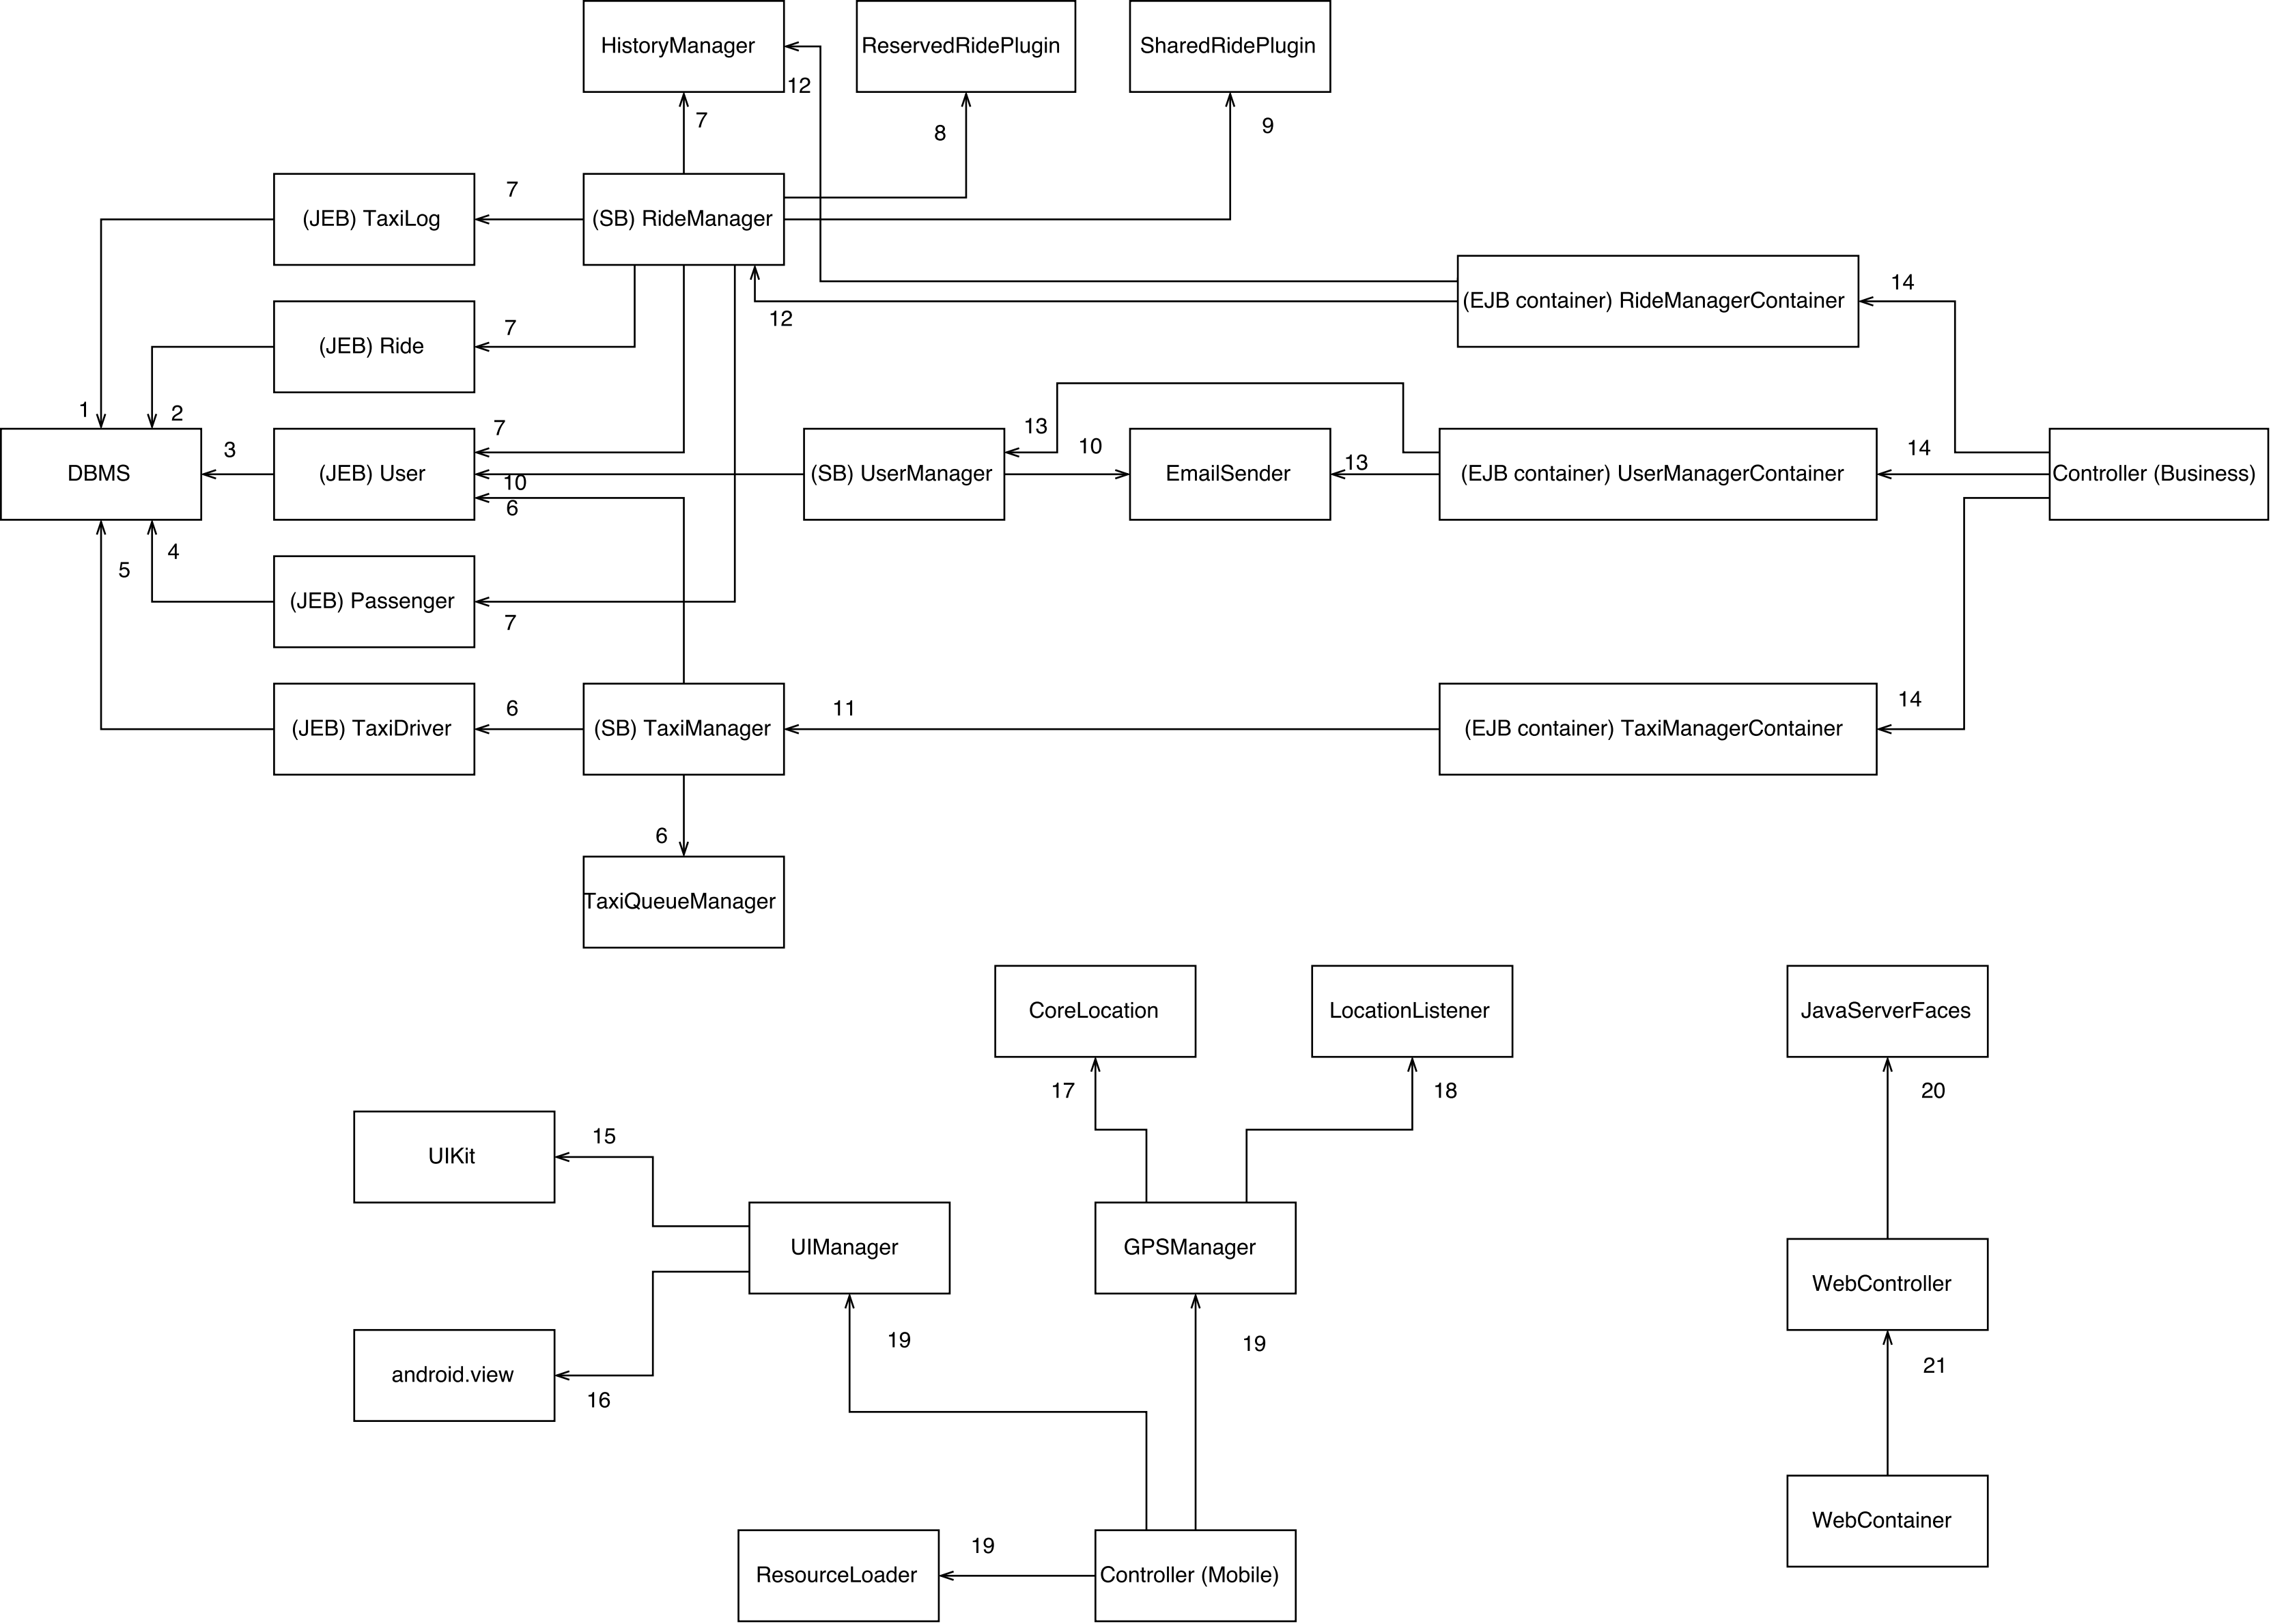 HistoryManager
ReservedRidePlugin
SharedRidePlugin
12
7
8
9
7
(JEB) TaxiLog
(SB) RideManager
14
(EJB container) RideManagerContainer
12
7
(JEB) Ride
1
2
7
13
3
10
14
13
DBMS
(JEB) User
(SB) UserManager
EmailSender
(EJB container) UserManagerContainer
Controller (Business)
10
6
4
5
(JEB) Passenger
7
6
11
14
(JEB) TaxiDriver
(SB) TaxiManager
(EJB container) TaxiManagerContainer
6
TaxiQueueManager
CoreLocation
LocationListener
JavaServerFaces
17
18
20
15
UIKit
UIManager
GPSManager
WebController
19
19
21
android.view
16
WebContainer
19
ResourceLoader
Controller (Mobile)